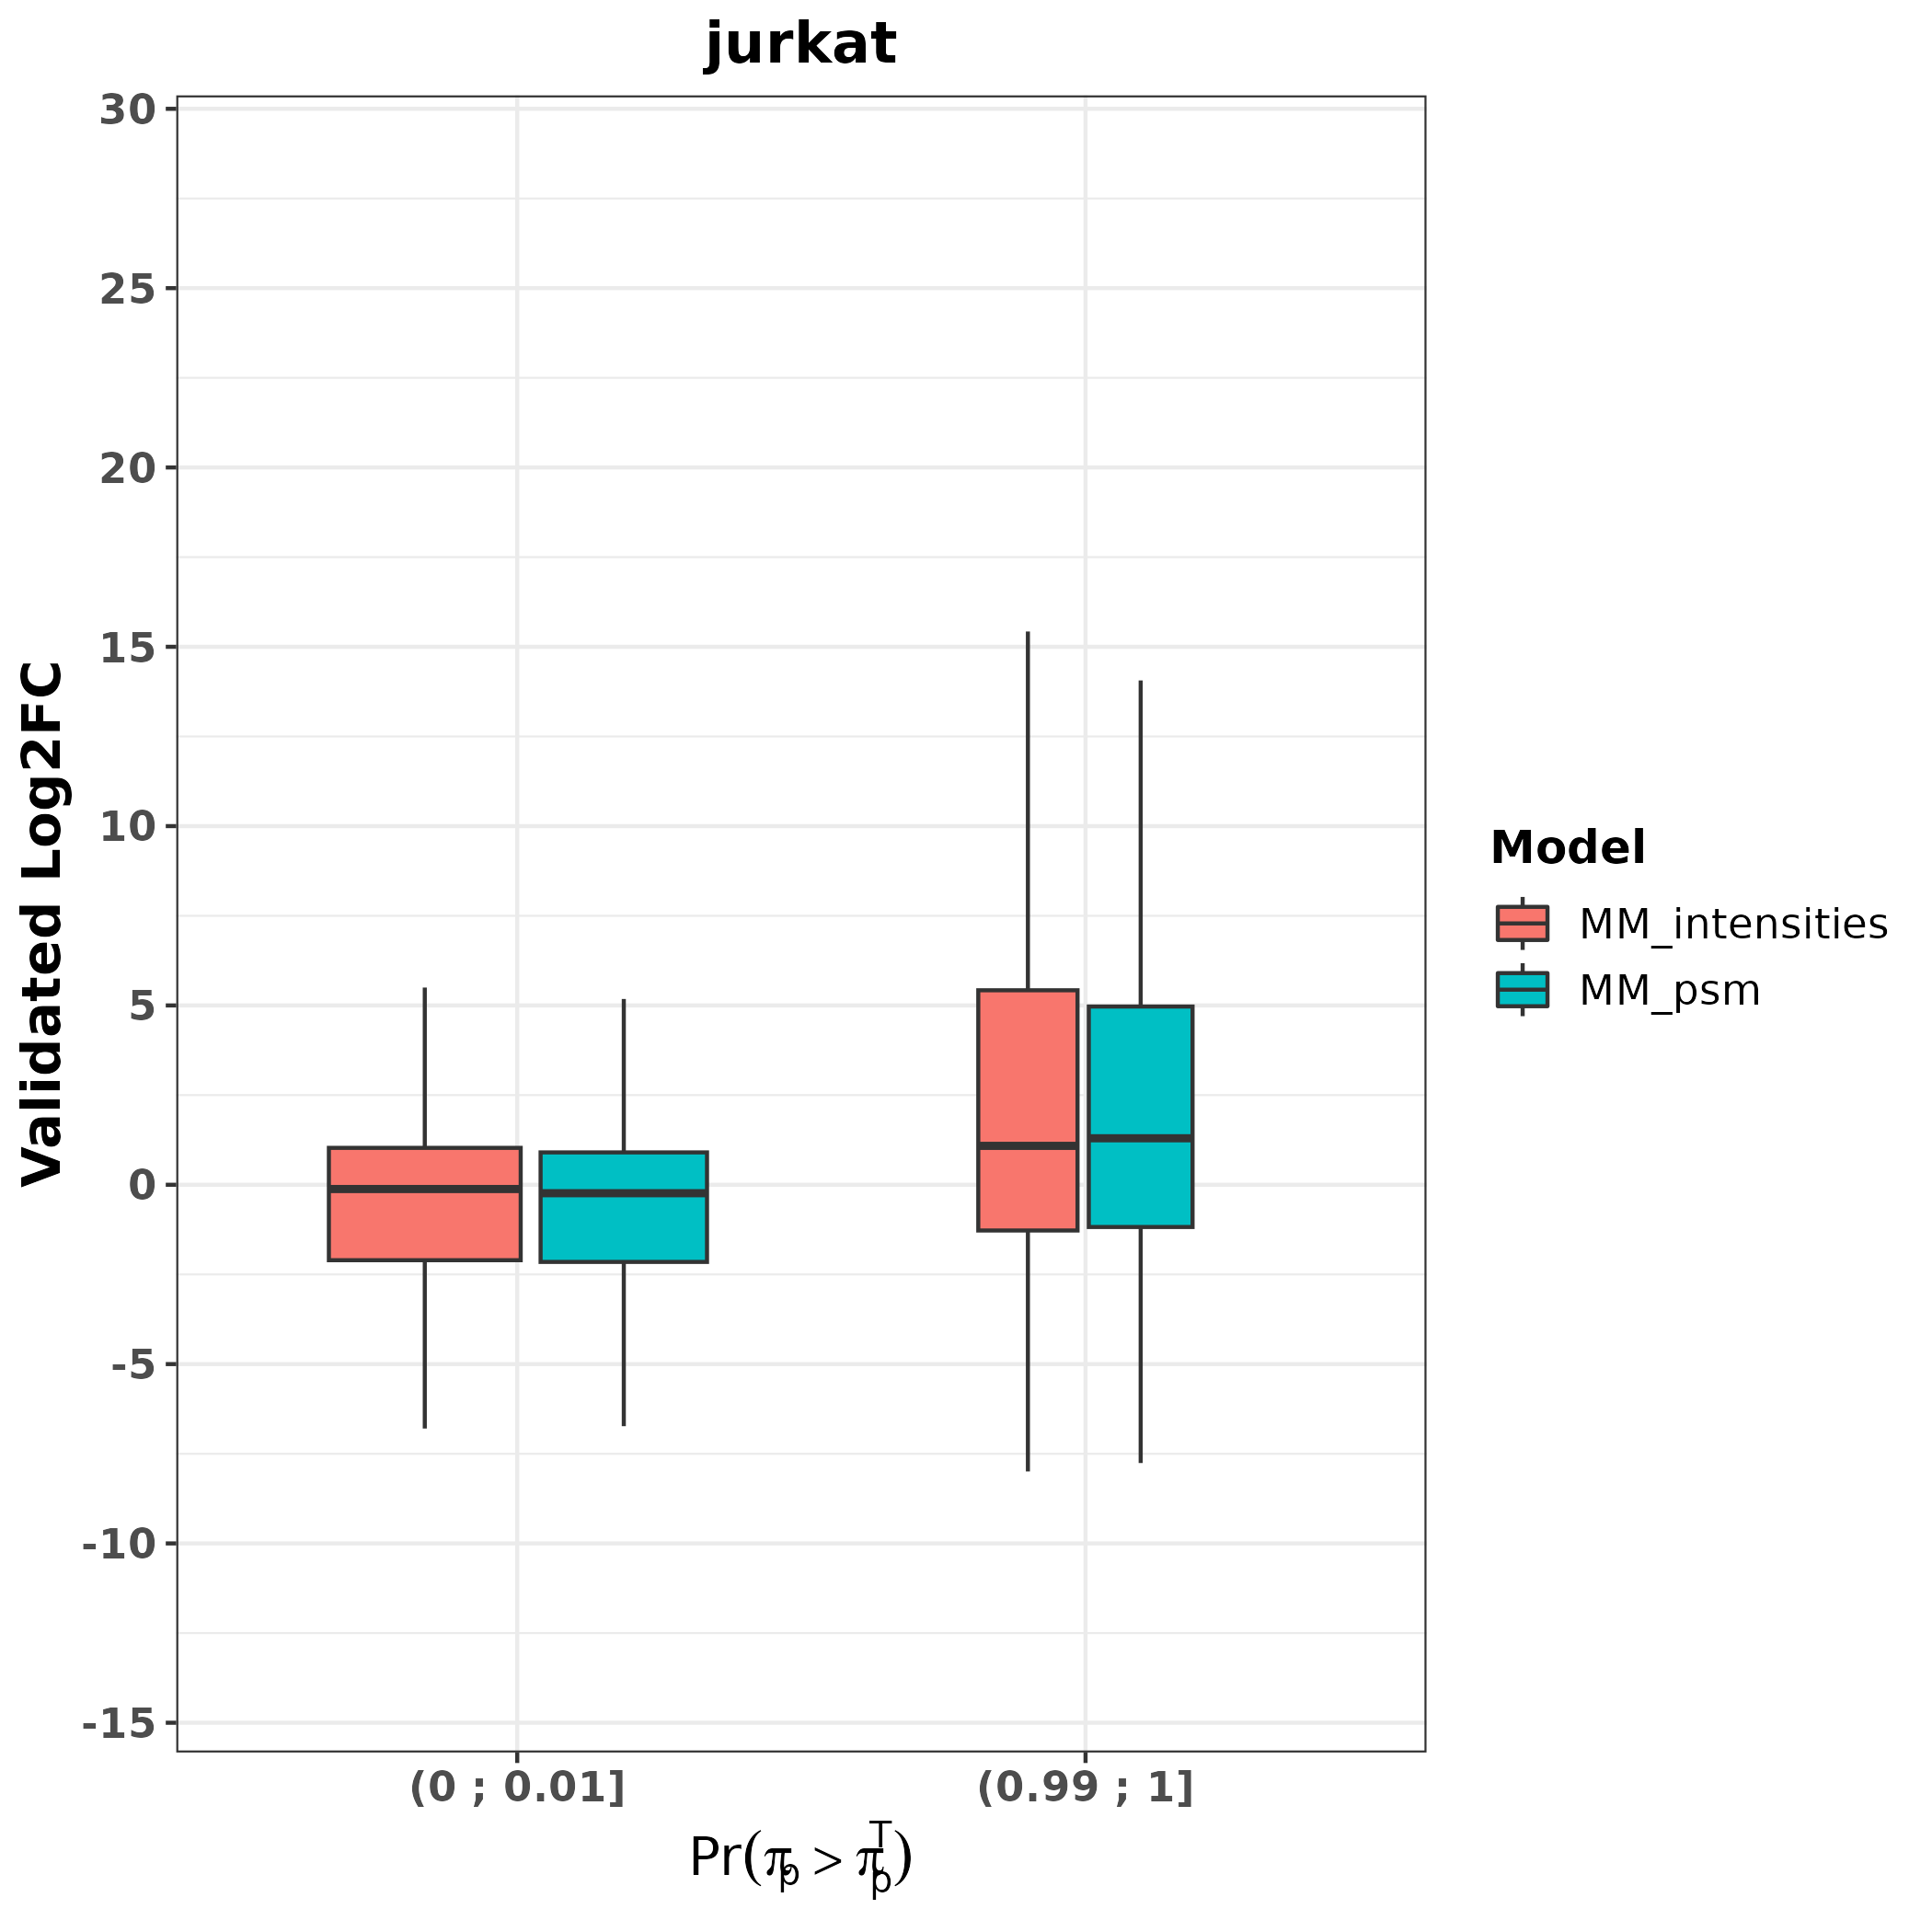 jurkat
Validated Log2FC
30
25
20
15
10
5
0
-5
-10
-15
(0 ; 0.01]
(0.99 ; 1]
Pr(πp > πpT)
Model
MM_intensities
MM_psm